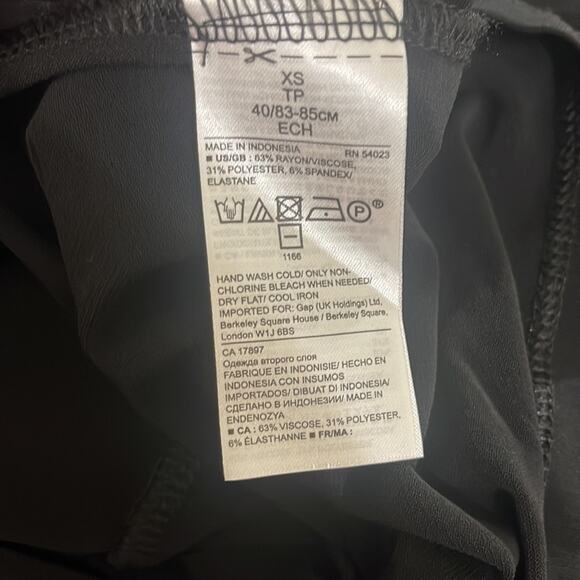 XS
TP
40/83-85CM
ECH
MADE IN INDONESIA RN 54023
■ US/GB : 63% RAYON/VISCOSE,
31% POLYESTER, 6% SPANDEX/
ELASTANE
P®
1166
HAND WASH COLD/ ONLY NON-
CHLORINE BLEACH WHEN NEEDED/
DRY FLAT/ COOL IRON
IMPORTED FOR: Gap (UK Holdings) Ltd,
Berkeley Square House / Berkeley Square,
London W1J 6BS
CA 17897
Одежда второго слоя
FABRIQUE EN INDONISIE/ HECHO EN
INDONESIA CON INSUMOS
IMPORTADOS/ DIBUAT DI INDONESIA/
СДЕЛАНО В ИНДОНЕЗИИ/ MADE IN
ENDENOZYA
■ CA : 63% VISCOSE, 31% POLYESTER,
6% ÉLASTHANNE ■ FR/MA :